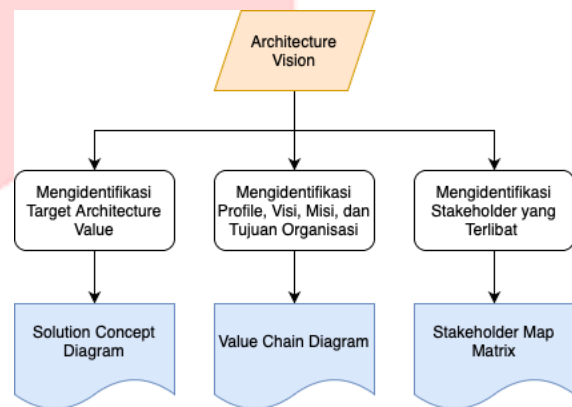 Architecture
Vision
Mengidentifikasi
Target Architecture
Value
Mengidentifikasi
Profile, Visi, Misi, dan
Tujuan Organisasi
Mengidentifikasi
Stakeholder yang
Terlibat
Solution Concept
Diagram
Value Chain Diagram
Stakeholder Map
Matrix